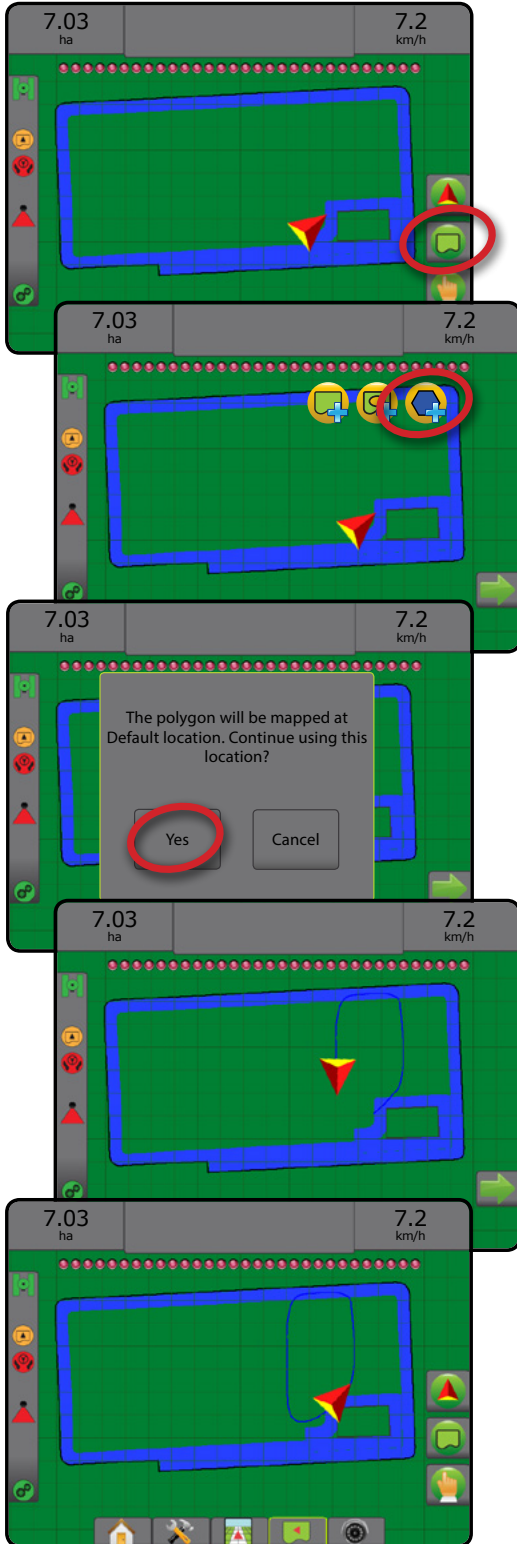 7.03
ha
7.2
km/h
7.03
ha
7.2
km/h
7.03
ha
7.2
km/h
The polygon will be mapped at
Default location. Continue using this
location?
Yes
Cancel
7.03
ha
7.2
km/h
7.03
ha
7.2
km/h